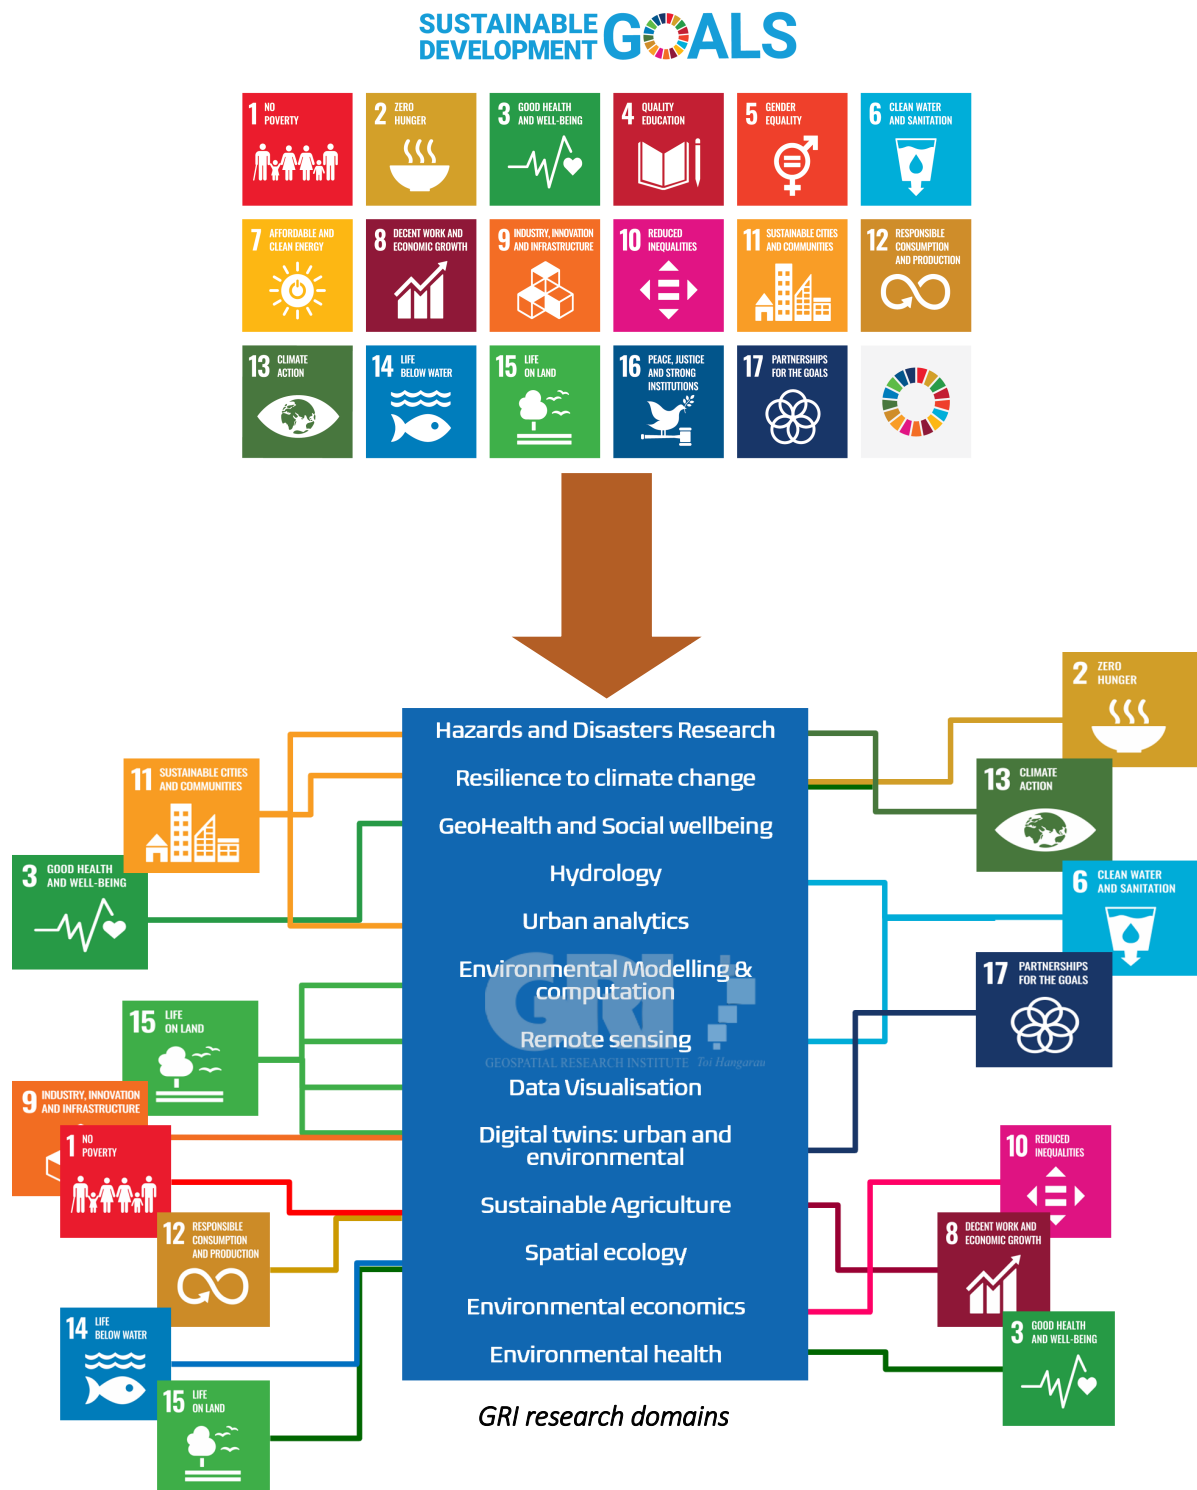 SUSTAINABLE
DEVELOPMENT
GOALS
1 NO
POVERTY
2 ZERO
HUNGER
3 GOOD HEALTH
AND WELL-BEING
4 QUALITY
EDUCATION
5 GENDER
EQUALITY
6 CLEAN WATER
AND SANITATION
7 AFFORDABLE AND
CLEAN ENERGY
8 DECENT WORK AND
ECONOMIC GROWTH
9 INDUSTRY, INNOVATION
AND INFRASTRUCTURE
10 REDUCED
INEQUALITIES
11 SUSTAINABLE CITIES
AND COMMUNITIES
12 RESPONSIBLE
CONSUMPTION
AND PRODUCTION
13 CLIMATE
ACTION
14 LIFE
BELOW WATER
15 LIFE
ON LAND
16 PEACE, JUSTICE
AND STRONG
INSTITUTIONS
17 PARTNERSHIPS
FOR THE GOALS
11 SUSTAINABLE CITIES
AND COMMUNITIES
3 GOOD HEALTH
AND WELL-BEING
15 LIFE
ON LAND
9 INDUSTRY, INNOVATION
AND INFRASTRUCTURE
1 NO
POVERTY
12 RESPONSIBLE
CONSUMPTION
AND PRODUCTION
14 LIFE
BELOW WATER
15 LIFE
ON LAND
Hazards and Disasters Research
Resilience to climate change
GeoHealth and Social wellbeing
Hydrology
Urban analytics
Environmental Modelling &
computation
Remote sensing
Data Visualisation
Digital twins: urban and
environmental
Sustainable Agriculture
Spatial ecology
Environmental economics
Environmental health
GRI
GEOSPATIAL RESEARCH INSTITUTE Toi Hangarau
GRI research domains
2 ZERO
HUNGER
13 CLIMATE
ACTION
6 CLEAN WATER
AND SANITATION
17 PARTNERSHIPS
FOR THE GOALS
10 REDUCED
INEQUALITIES
8 DECENT WORK AND
ECONOMIC GROWTH
3 GOOD HEALTH
AND WELL-BEING